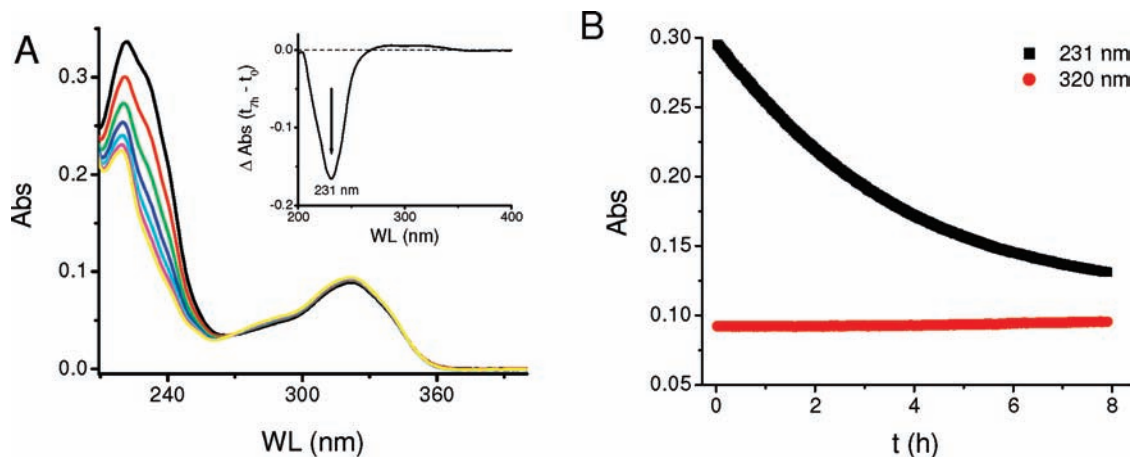 A
Abs
0.3
0.2
0.1
0.0
240
300
360
WL (nm)
Δ Abs (t7h - t0)
0.0
-0.1
-0.2
231 nm
200
300
400
WL (nm)
B
Abs
0.30
0.25
0.20
0.15
0.10
0.05
0
2
4
6
8
t (h)
231 nm
320 nm